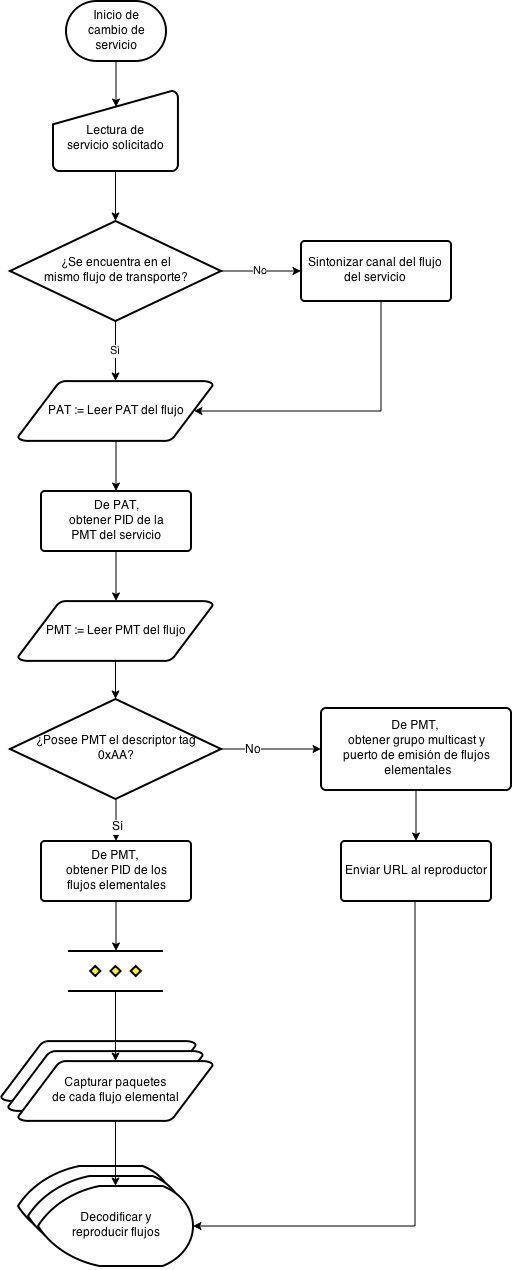 Inicio de
cambio de
servicio
Lectura de
servicio solicitado
¿Se encuentra en el
mismo flujo de transporte?
No
Sintonizar canal del flujo
del servicio
Sì
PAT := Leer PAT del flujo
De PAT,
obtener PID de la
PMT del servicio
PMT := Leer PMT del flujo
¿Posee PMT el descriptor tag
0xAA?
No
De PMT,
obtener grupo multicast y
puerto de emisión de flujos
elementales
Sí
De PMT,
obtener PID de los
flujos elementales
Enviar URL al reproductor
Capturar paquetes
de cada flujo elemental
Decodificar y
reproducir flujos